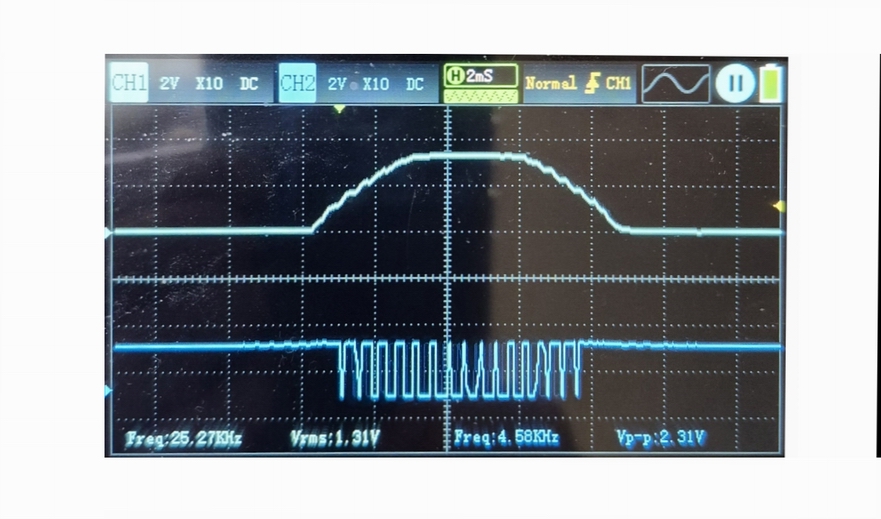 CH1 2V X10 DC CH2 2V X10 DC H 2mS Normal CH1
Freq:25.27KHz Vrms:1.31V Freq:4.58KHz Vp-p:2.31V